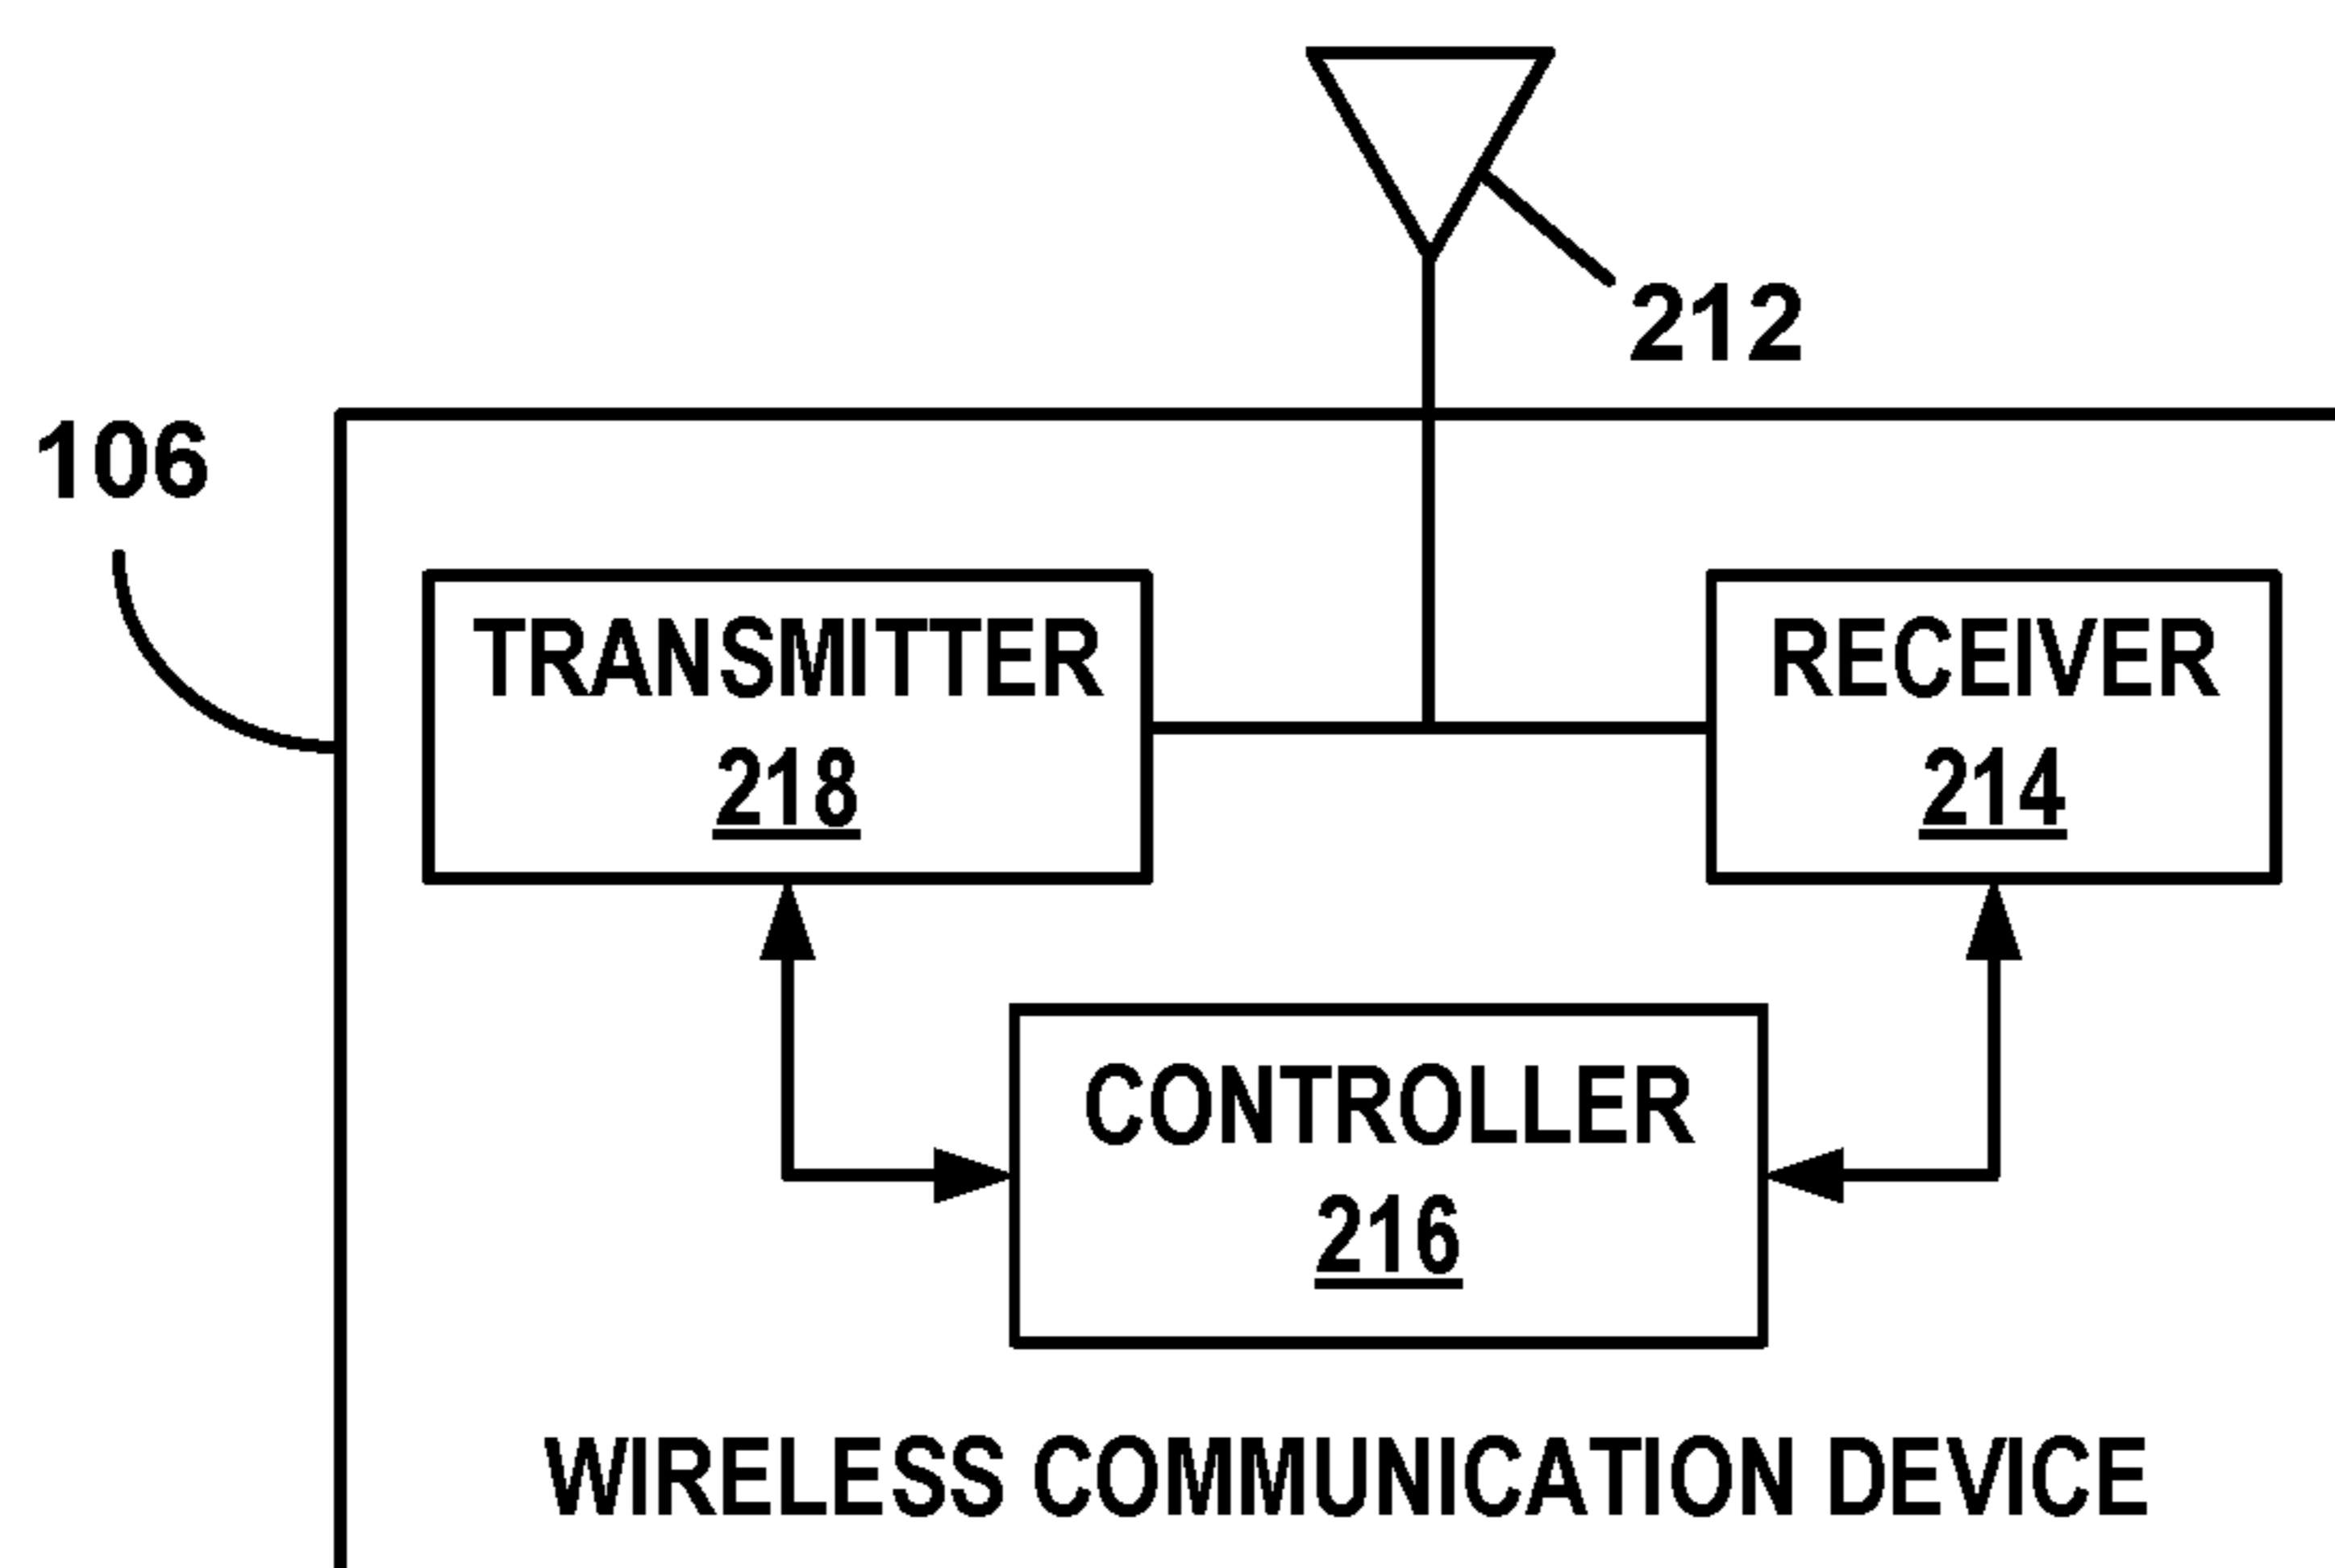 212
106
TRANSMITTER
218
RECEIVER
214
CONTROLLER
216
WIRELESS COMMUNICATION DEVICE